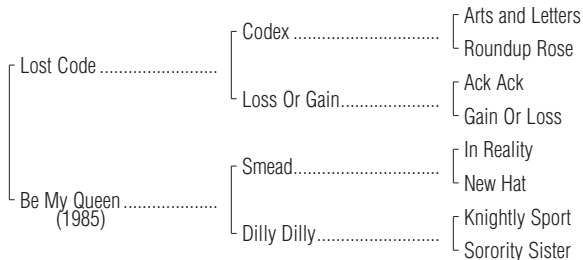 Arts and Letters
Codex
Roundup Rose
Lost Code
Ack Ack
Loss Or Gain
Gain Or Loss
In Reality
Smead
New Hat
Be My Queen
(1985)
Knightly Sport
Dilly Dilly
Sorority Sister